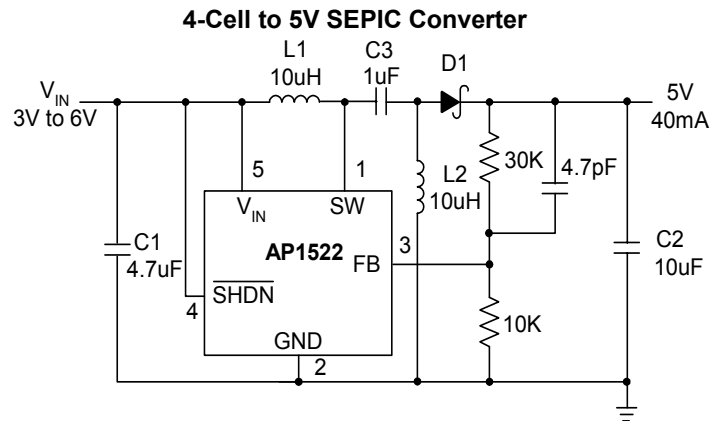 4-Cell to 5V SEPIC Converter
L1
10uH
C3
1uF
D1
VIN
3V to 6V
5V
40mA
30K
4.7pF
L2
10uH
5
1
VIN
SW
AP1522
3
FB
C1
4.7uF
C2
10uF
4
SHDN
10K
GND
2